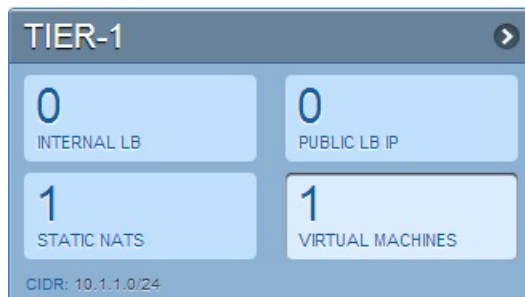 TIER-1
0
INTERNAL LB
0
PUBLIC LB IP
1
STATIC NATS
1
VIRTUAL MACHINES
CIDR: 10.1.1.0/24